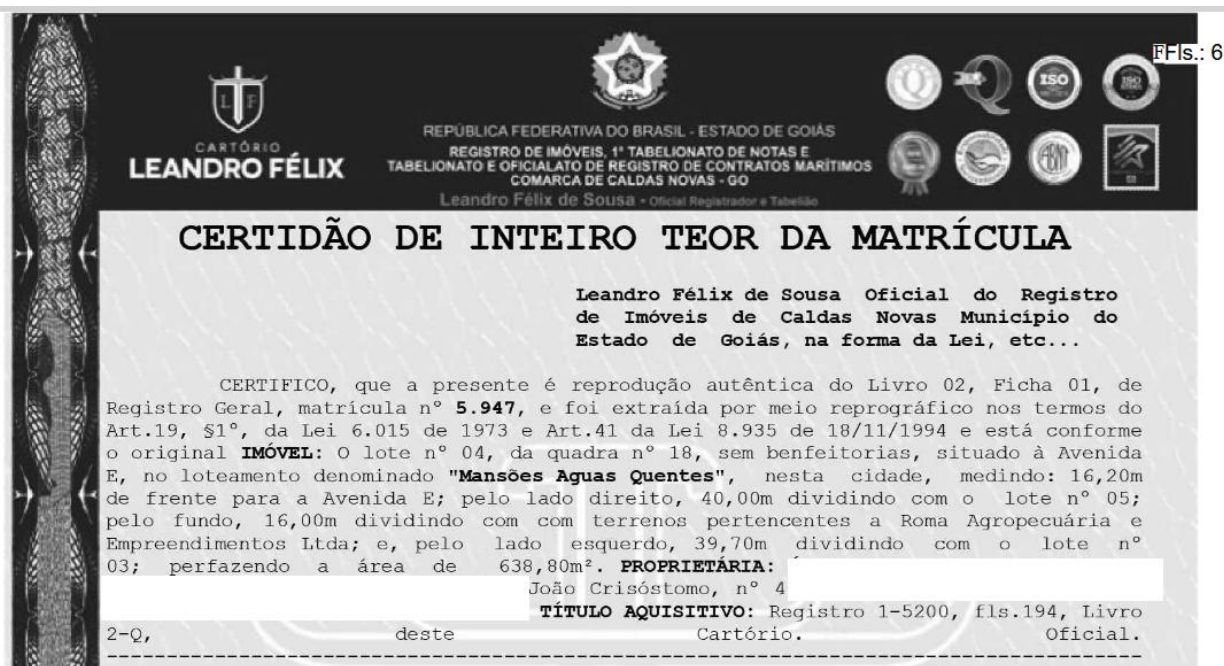 FFls.: 6
L F
CARTÓRIO
LEANDRO FÉLIX
REPÚBLICA FEDERATIVA DO BRASIL - ESTADO DE GOIÁS
REGISTRO DE IMÓVEIS, 1º TABELIONATO DE NOTAS E
TABELIONATO E OFICIALATO DE REGISTRO DE CONTRATOS MARÍTIMOS
COMARCA DE CALDAS NOVAS - GO
Leandro Félix de Sousa • Oficial Registrador e Tabelião
Q
Q
ISO
ISO
ABNT
CERTIDÃO DE INTEIRO TEOR DA MATRÍCULA
Leandro Félix de Sousa Oficial do Registro
de Imóveis de Caldas Novas Município do
Estado de Goiás, na forma da Lei, etc...
CERTIFICO, que a presente é reprodução autêntica do Livro 02, Ficha 01, de
Registro Geral, matrícula nº 5.947, e foi extraída por meio reprográfico nos termos do
Art.19, §1º, da Lei 6.015 de 1973 e Art.41 da Lei 8.935 de 18/11/1994 e está conforme
o original IMÓVEL: O lote nº 04, da quadra nº 18, sem benfeitorias, situado à Avenida
E, no loteamento denominado "Mansões Aguas Quentes", nesta cidade, medindo: 16,20m
de frente para a Avenida E; pelo lado direito, 40,00m dividindo com o lote nº 05;
pelo fundo, 16,00m dividindo com com terrenos pertencentes a Roma Agropecuária e
Empreendimentos Ltda; e, pelo lado esquerdo, 39,70m dividindo com o lote nº
03; perfazendo a área de 638,80m². PROPRIETÁRIA:
João Crisóstomo, nº 4
TÍTULO AQUISITIVO: Registro 1-5200, fls.194, Livro
2-Q, deste Cartório. Oficial.